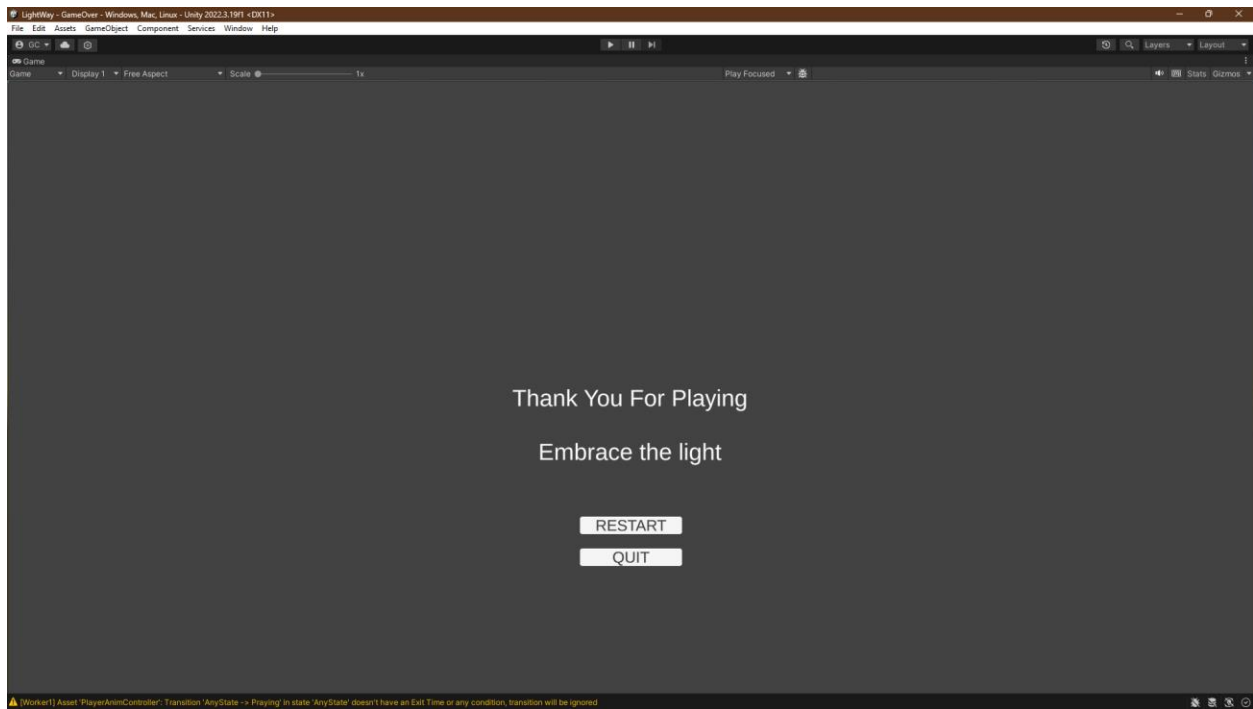 LightWay - GameOver - Windows, Mac, Linux - Unity 2022.3.19f1 <DX11>
File Edit Assets GameObject Component Services Window Help
GC Layers Layout
Game
Game Display 1 Free Aspect Scale 1x Play Focused Stats Gizmos
Thank You For Playing
Embrace the light
RESTART
QUIT
[Worker1] Asset 'PlayerAnimController': Transition 'AnyState -> Praying' in state 'AnyState' doesn't have an Exit Time or any condition, transition will be ignored